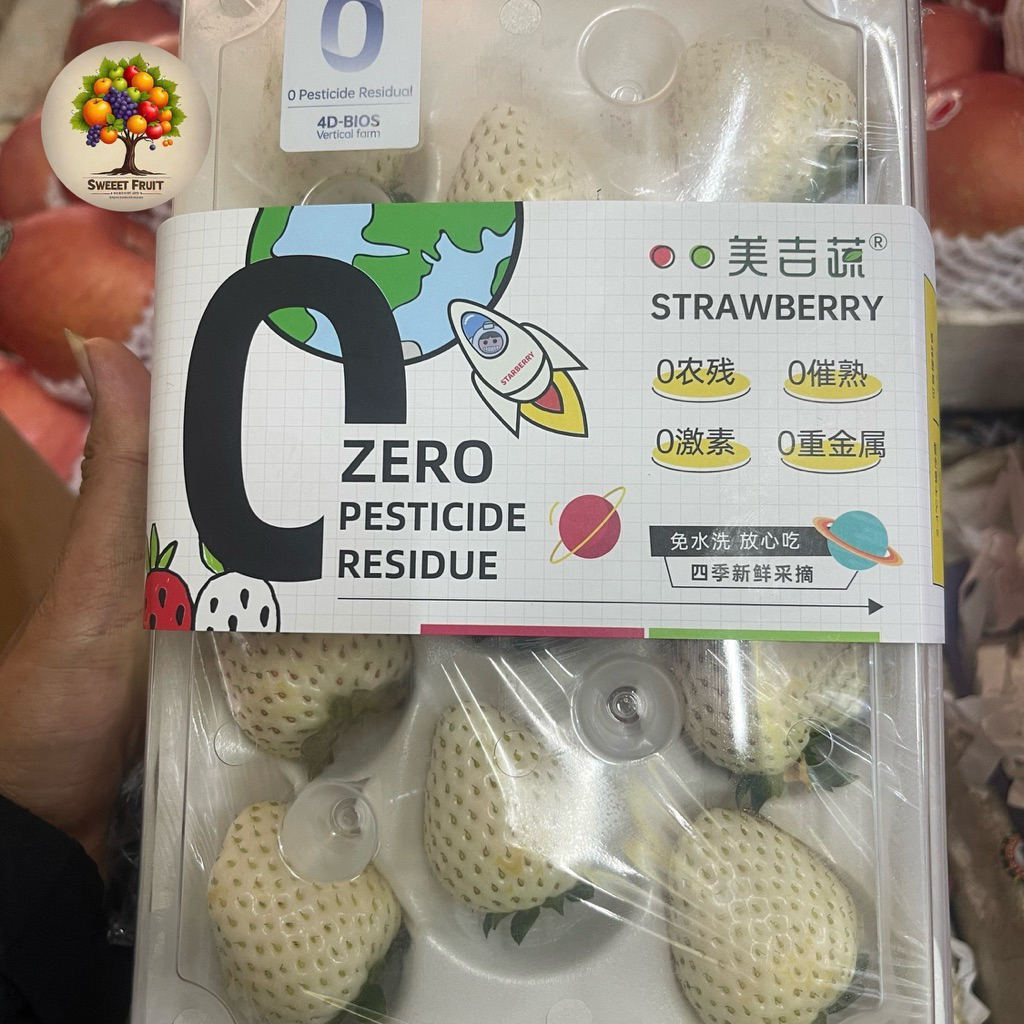 0
0 Pesticide Residual
4D-BIOS
Vertical farm
SWEEET FRUIT
美吉蔬®
STRAWBERRY
STARBERRY
0农残
0催熟
0激素
0重金属
0
ZERO
PESTICIDE
RESIDUE
免水洗 放心吃
四季新鲜采摘